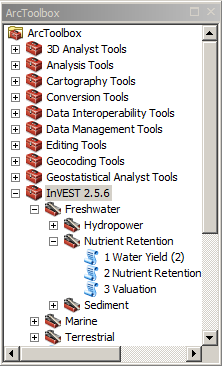 ArcToolbox
ArcToolbox
3D Analyst Tools
Analysis Tools
Cartography Tools
Conversion Tools
Data Interoperability Tools
Data Management Tools
Editing Tools
Geocoding Tools
Geostatistical Analyst Tools
InVEST 2.5.6
Freshwater
Hydropower
Nutrient Retention
1 Water Yield (2)
2 Nutrient Retention
3 Valuation
Sediment
Marine
Terrestrial